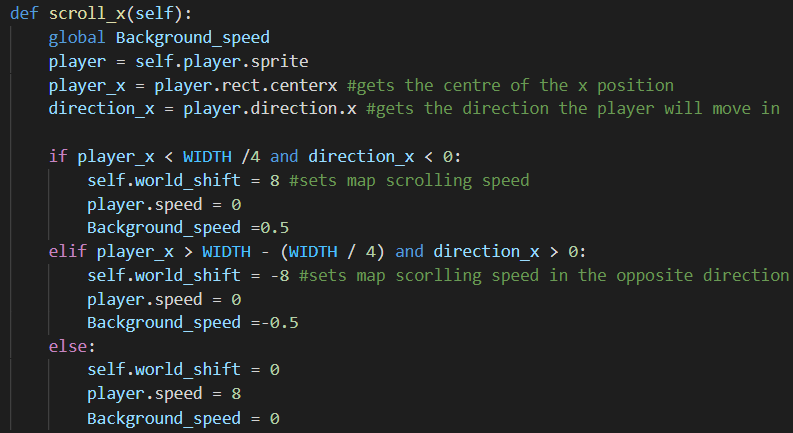 def scroll_x(self):
    global Background_speed
    player = self.player.sprite
    player_x = player.rect.centerx #gets the centre of the x position
    direction_x = player.direction.x #gets the direction the player will move in

    if player_x < WIDTH /4 and direction_x < 0:
        self.world_shift = 8 #sets map scrolling speed
        player.speed = 0
        Background_speed =0.5
    elif player_x > WIDTH - (WIDTH / 4) and direction_x > 0:
        self.world_shift = -8 #sets map scorlling speed in the opposite direction
        player.speed = 0
        Background_speed =-0.5
    else:
        self.world_shift = 0
        player.speed = 8
        Background_speed = 0